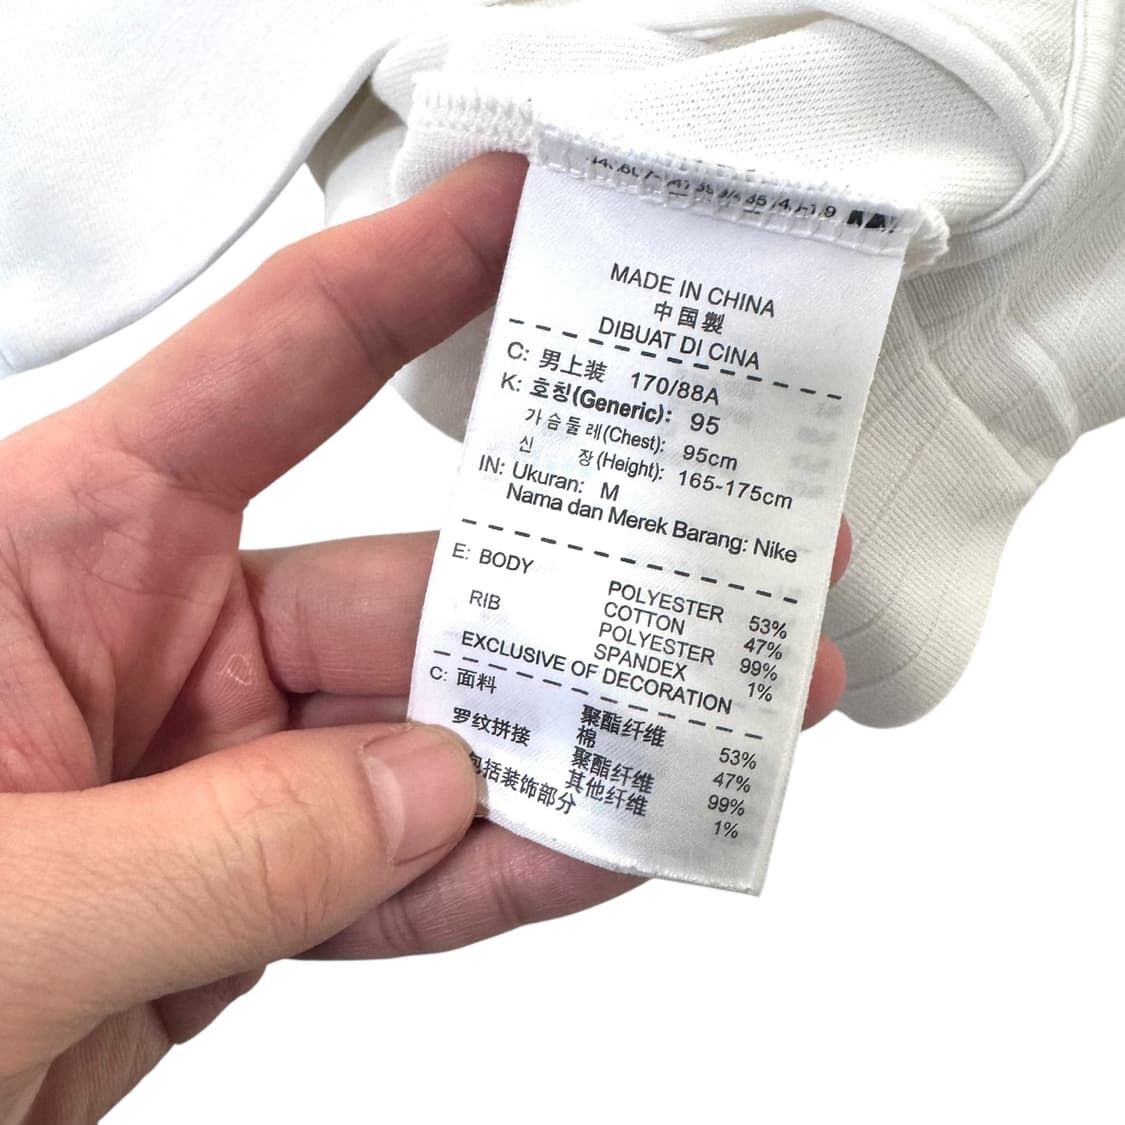 MADE IN CHINA
中国製
DIBUAT DI CINA
C: 男上装 170/88A
K: 호칭(Generic): 95
가슴둘레(Chest): 95cm
신 장(Height): 165-175cm
IN: Ukuran: M
Nama dan Merek Barang: Nike
E: BODY POLYESTER 53%
COTTON 47%
RIB POLYESTER 99%
SPANDEX 1%
EXCLUSIVE OF DECORATION
C: 面料 聚酯纤维 53%
棉 47%
罗纹拼接 聚酯纤维 99%
其他纤维 1%
包括装饰部分